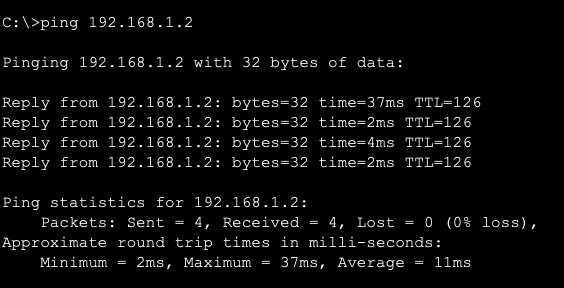 C:\>ping 192.168.1.2
Pinging 192.168.1.2 with 32 bytes of data:
Reply from 192.168.1.2: bytes=32 time=37ms TTL=126
Reply from 192.168.1.2: bytes=32 time=2ms TTL=126
Reply from 192.168.1.2: bytes=32 time=4ms TTL=126
Reply from 192.168.1.2: bytes=32 time=2ms TTL=126
Ping statistics for 192.168.1.2:
Packets: Sent = 4, Received = 4, Lost = 0 (0% loss),
Approximate round trip times in milli-seconds:
Minimum = 2ms, Maximum = 37ms, Average = 11ms